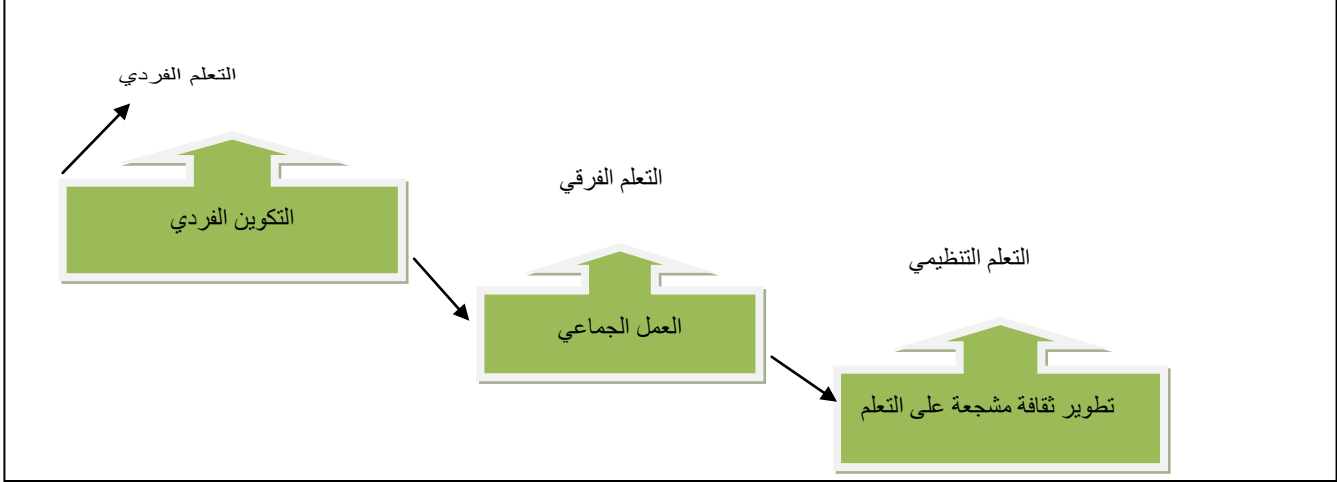 التعلم الفردي
التكوين الفردي
التعلم الفرقي
العمل الجماعي
التعلم التنظيمي
تطوير ثقافة مشجعة على التعلم